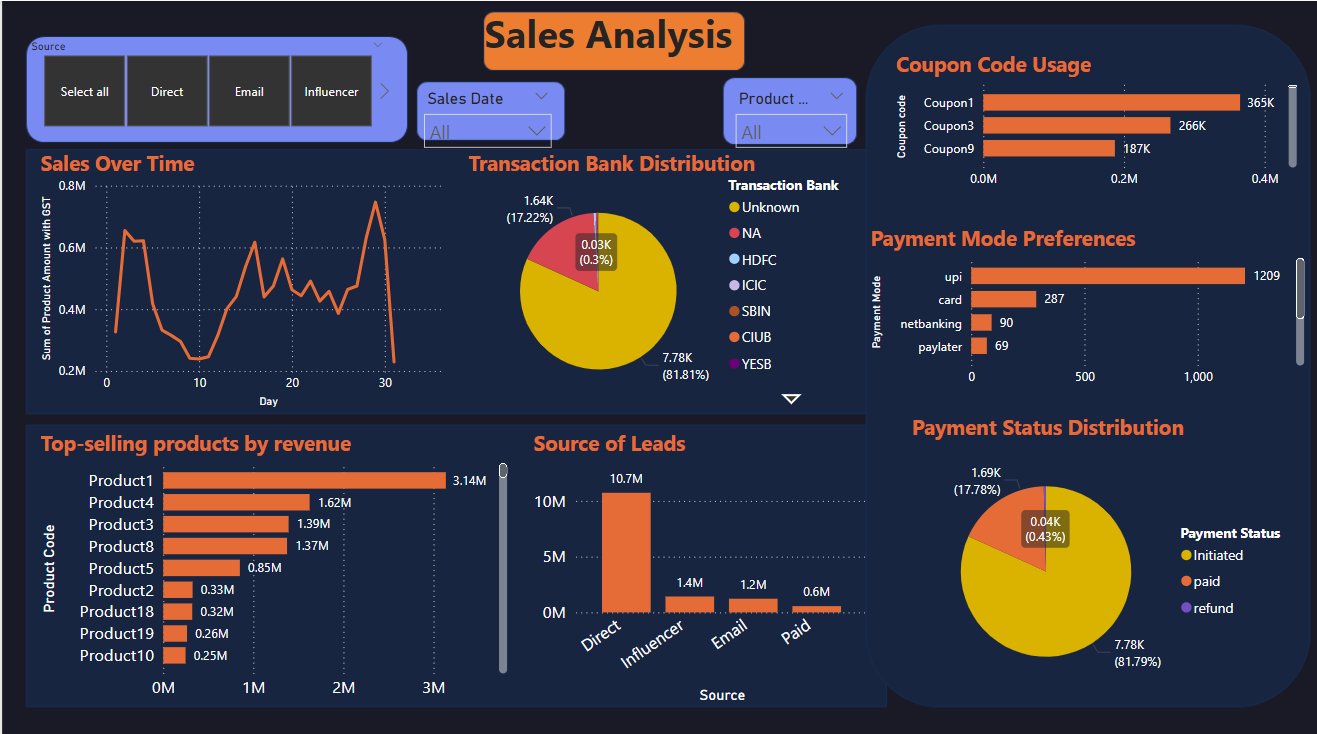 Sales Analysis
Source
Select all
Direct
Email
Influencer
Sales Date
All
Product ...
All
Sales Over Time
Sum of Product Amount with GST
0.8M
0.6M
0.4M
0.2M
0
10
20
30
Day
Transaction Bank Distribution
1.64K
(17.22%)
0.03K
(0.3%)
7.78K
(81.81%)
Transaction Bank
Unknown
NA
HDFC
ICIC
SBIN
CIUB
YESB
Coupon Code Usage
Coupon code
Coupon1
365K
Coupon3
266K
Coupon9
187K
0.0M
0.2M
0.4M
Payment Mode Preferences
Payment Mode
upi
1209
card
287
netbanking
90
paylater
69
0
500
1,000
Top-selling products by revenue
Product Code
Product1
3.14M
Product4
1.62M
Product3
1.39M
Product8
1.37M
Product5
0.85M
Product2
0.33M
Product18
0.32M
Product19
0.26M
Product10
0.25M
0M
1M
2M
3M
Source of Leads
10M
5M
0M
10.7M
1.4M
1.2M
0.6M
Direct
Influencer
Email
Paid
Source
Payment Status Distribution
1.69K
(17.78%)
0.04K
(0.43%)
7.78K
(81.79%)
Payment Status
Initiated
paid
refund